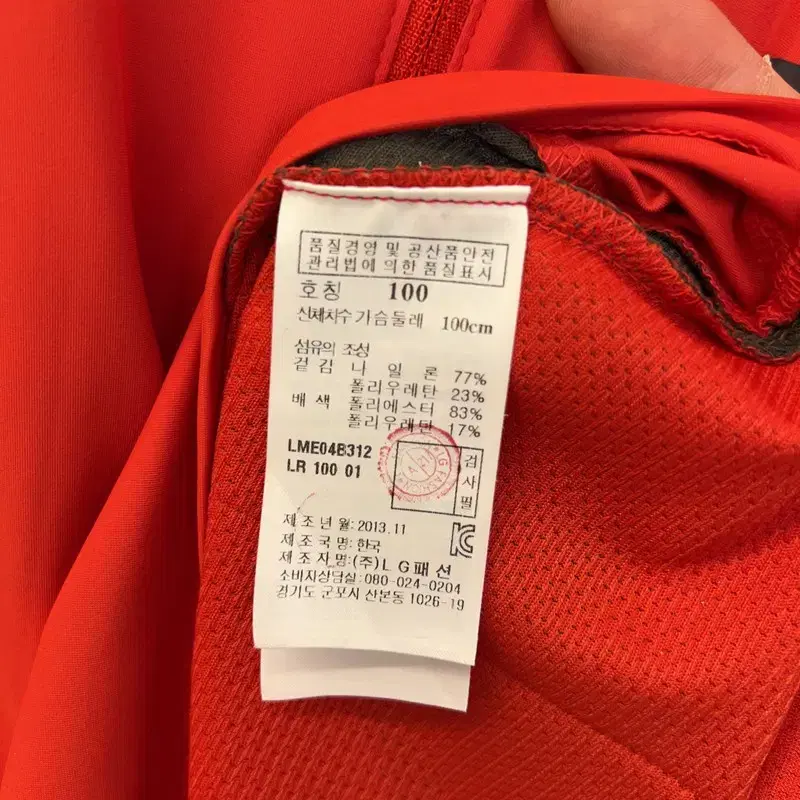 품질경영 및 공산품안전
관리법에 의한 품질표시
호칭 100
신체치수 가슴둘레 100cm
섬유의 조성
겉감 나일론 77%
폴리우레탄 23%
배색 폴리에스터 83%
폴리우레탄 17%
LME04B312
LR 100 01
검사필
제조년월: 2013.11
제조국명: 한국
제조자명: (주)LG패션
소비자상담실: 080-024-0204
경기도 군포시 산본동 1026-19